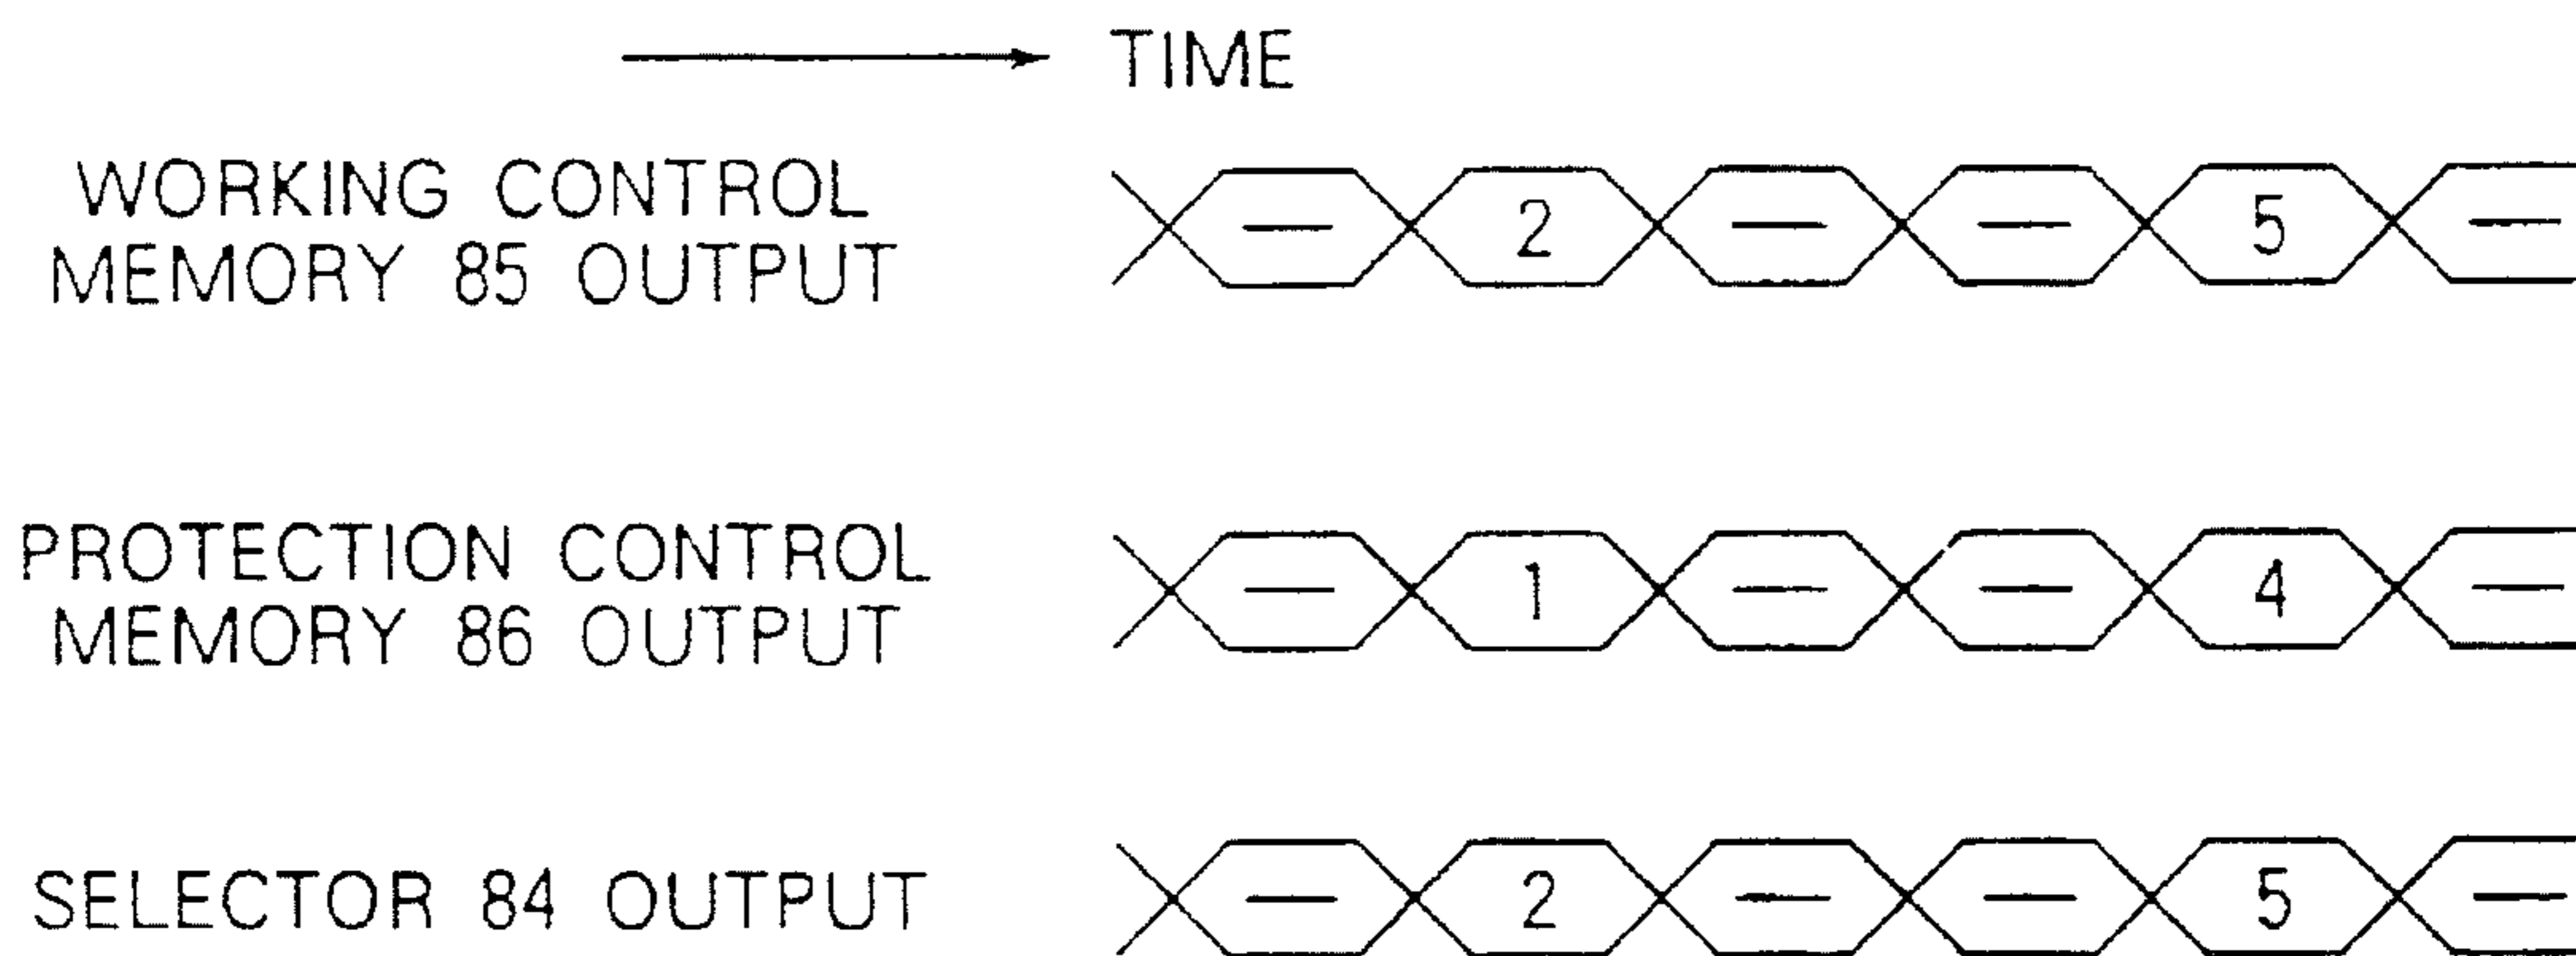 TIME
WORKING CONTROL
MEMORY 85 OUTPUT
— 2 — — 5 —
PROTECTION CONTROL
MEMORY 86 OUTPUT
— 1 — — 4 —
SELECTOR 84 OUTPUT
— 2 — — 5 —